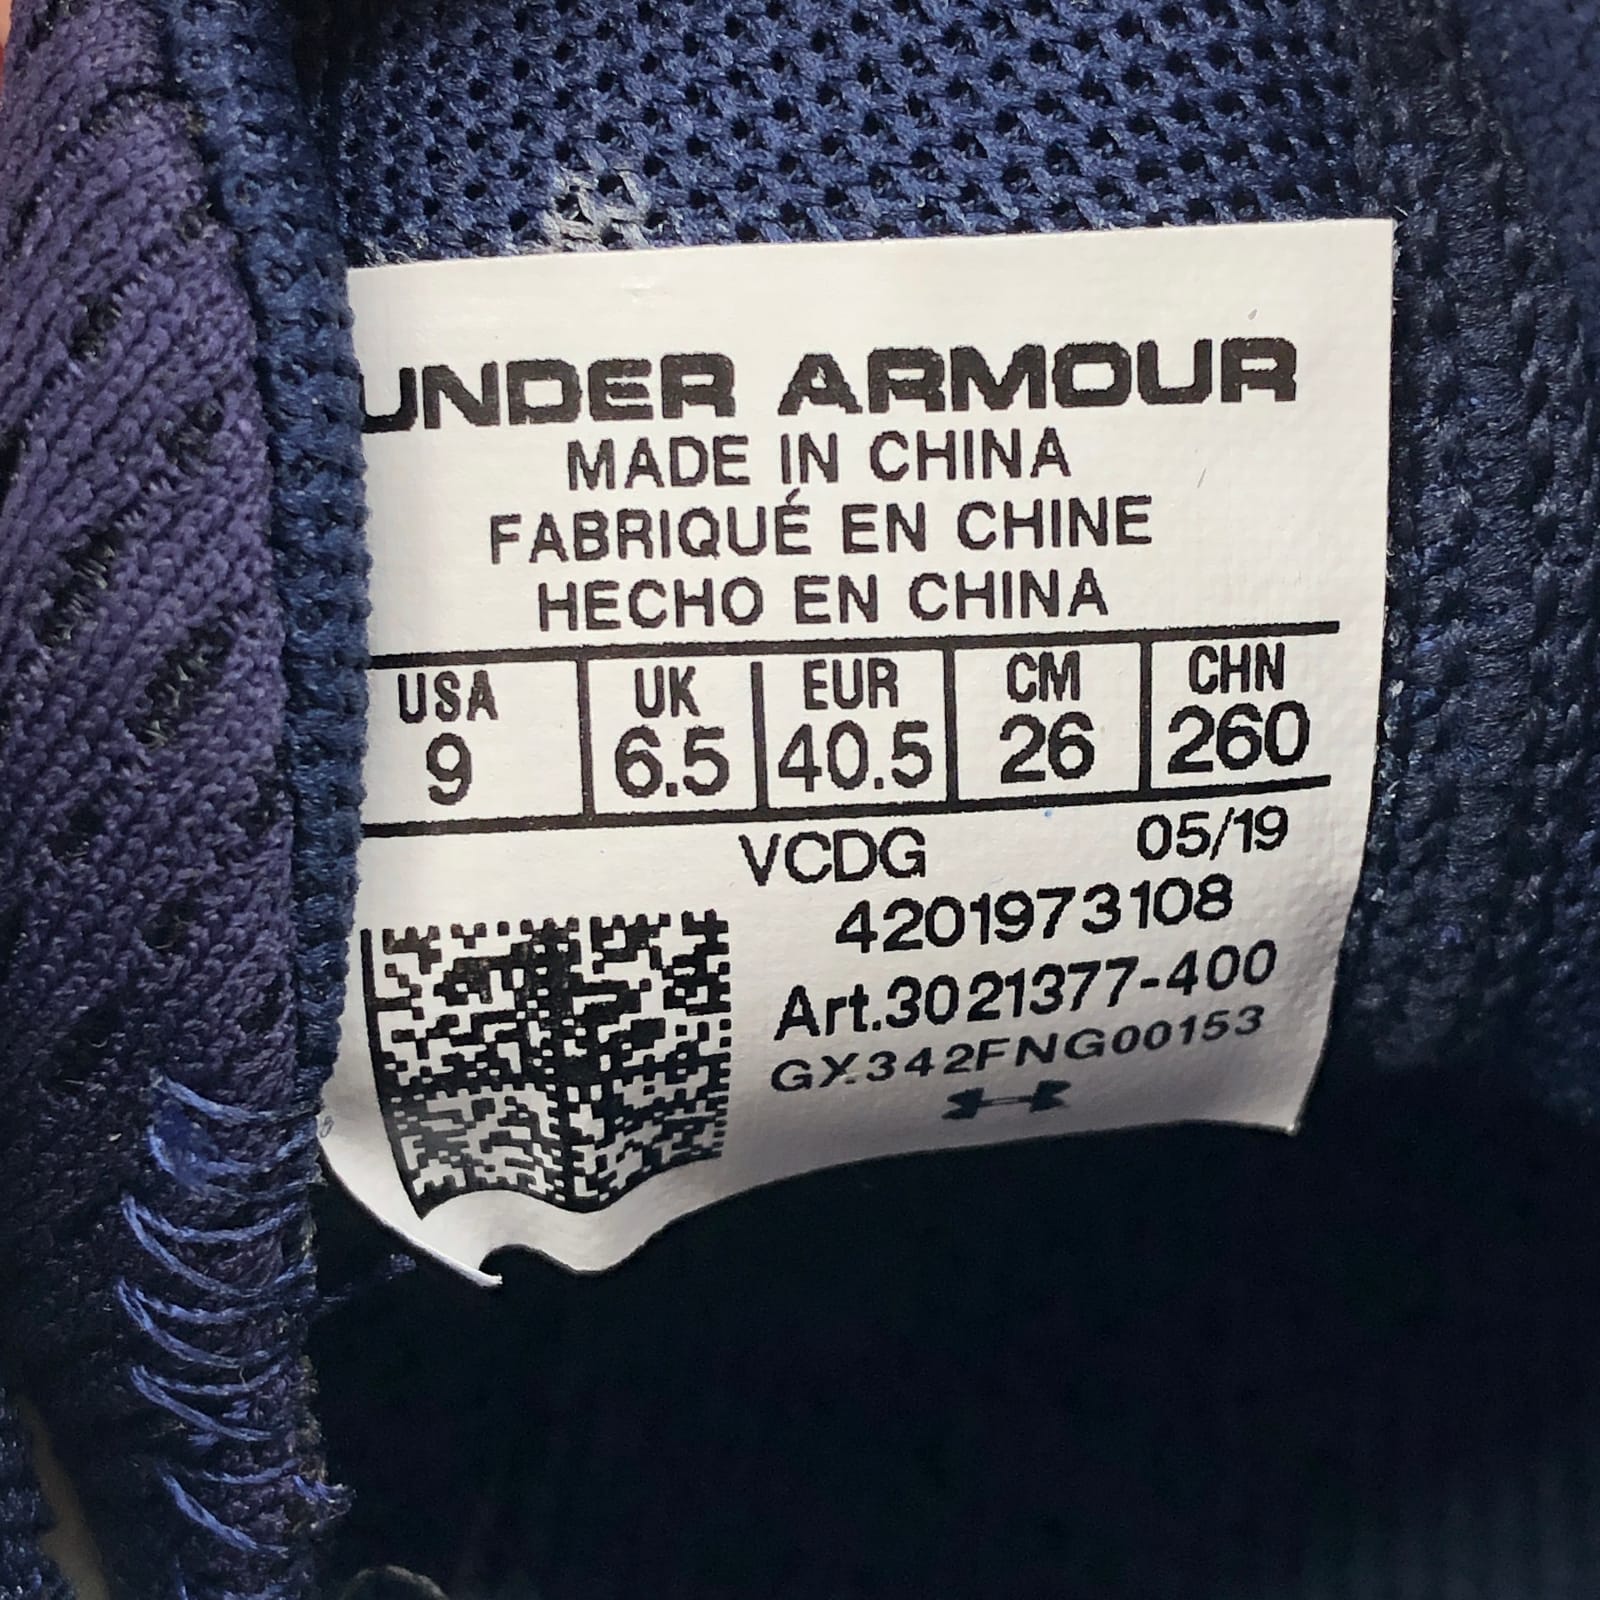 UNDER ARMOUR
MADE IN CHINA
FABRIQUÉ EN CHINE
HECHO EN CHINA
USA UK EUR CM CHN
9 6.5 40.5 26 260
VCDG 05/19
4201973108
Art.3021377-400
GX342FNG00153